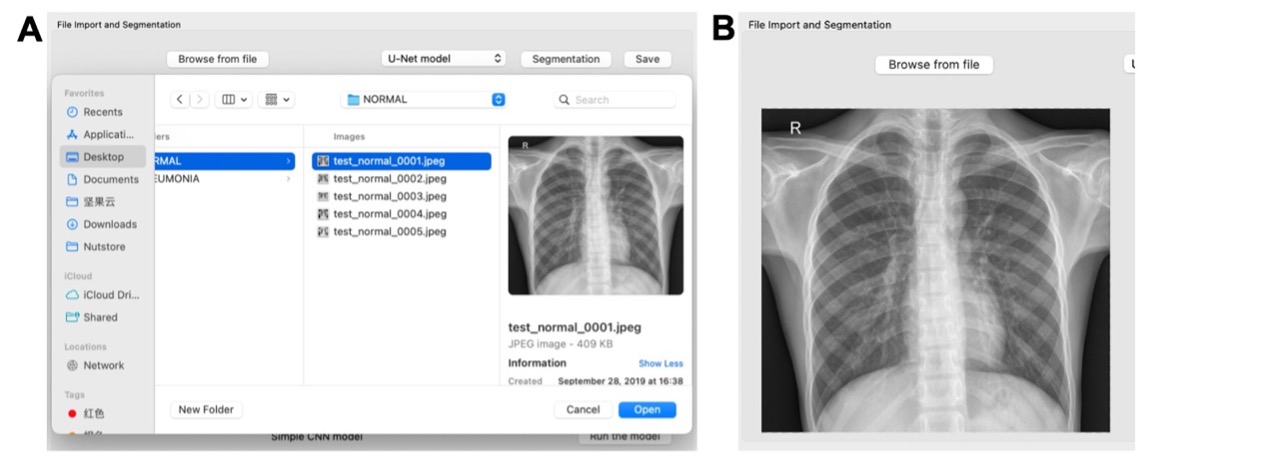 A
File Import and Segmentation
Browse from file
U-Net model
Segmentation
Save
Favorites
Recents
Applicati...
Desktop
Documents
坚果云
Downloads
Nutstore
iCloud
iCloud Dri...
Shared
Locations
Network
Tags
红色
NORMAL
Search
ers
RMAL
EUMONIA
Images
test_normal_0001.jpeg
test_normal_0002.jpeg
test_normal_0003.jpeg
test_normal_0004.jpeg
test_normal_0005.jpeg
R
test_normal_0001.jpeg
JPEG image - 409 KB
Information
Show Less
Created
September 28, 2019 at 16:38
New Folder
Cancel
Open
Simple CNN model
Run the model
B
File Import and Segmentation
Browse from file
R